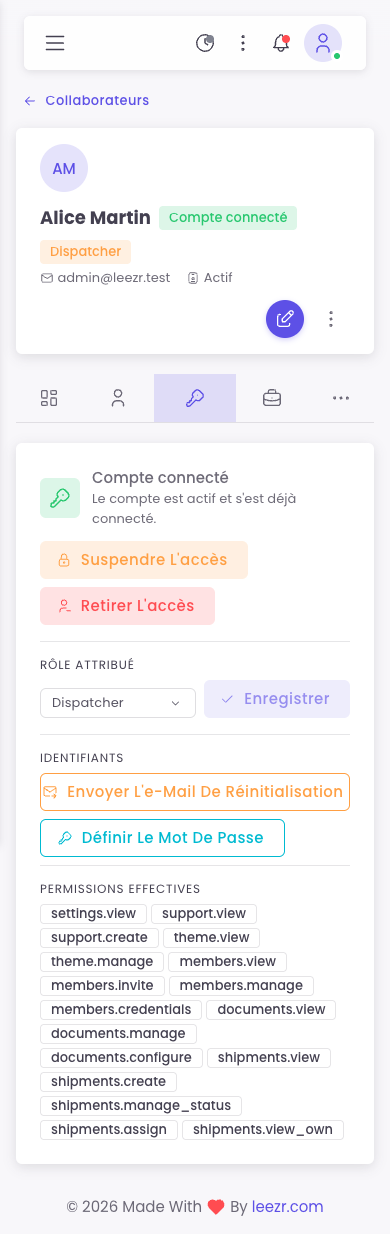 Collaborateurs
AM
Alice Martin Compte connecté
Dispatcher
admin@leezr.test Actif
Compte connecté
Le compte est actif et s'est déjà
connecté.
Suspendre L'accès
Retirer L'accès
RÔLE ATTRIBUÉ
Dispatcher Enregistrer
IDENTIFIANTS
Envoyer L'e-Mail De Réinitialisation
Définir Le Mot De Passe
PERMISSIONS EFFECTIVES
settings.view support.view
support.create theme.view
theme.manage members.view
members.invite members.manage
members.credentials documents.view
documents.manage
documents.configure shipments.view
shipments.create
shipments.manage_status
shipments.assign shipments.view_own
© 2026 Made With By leezr.com